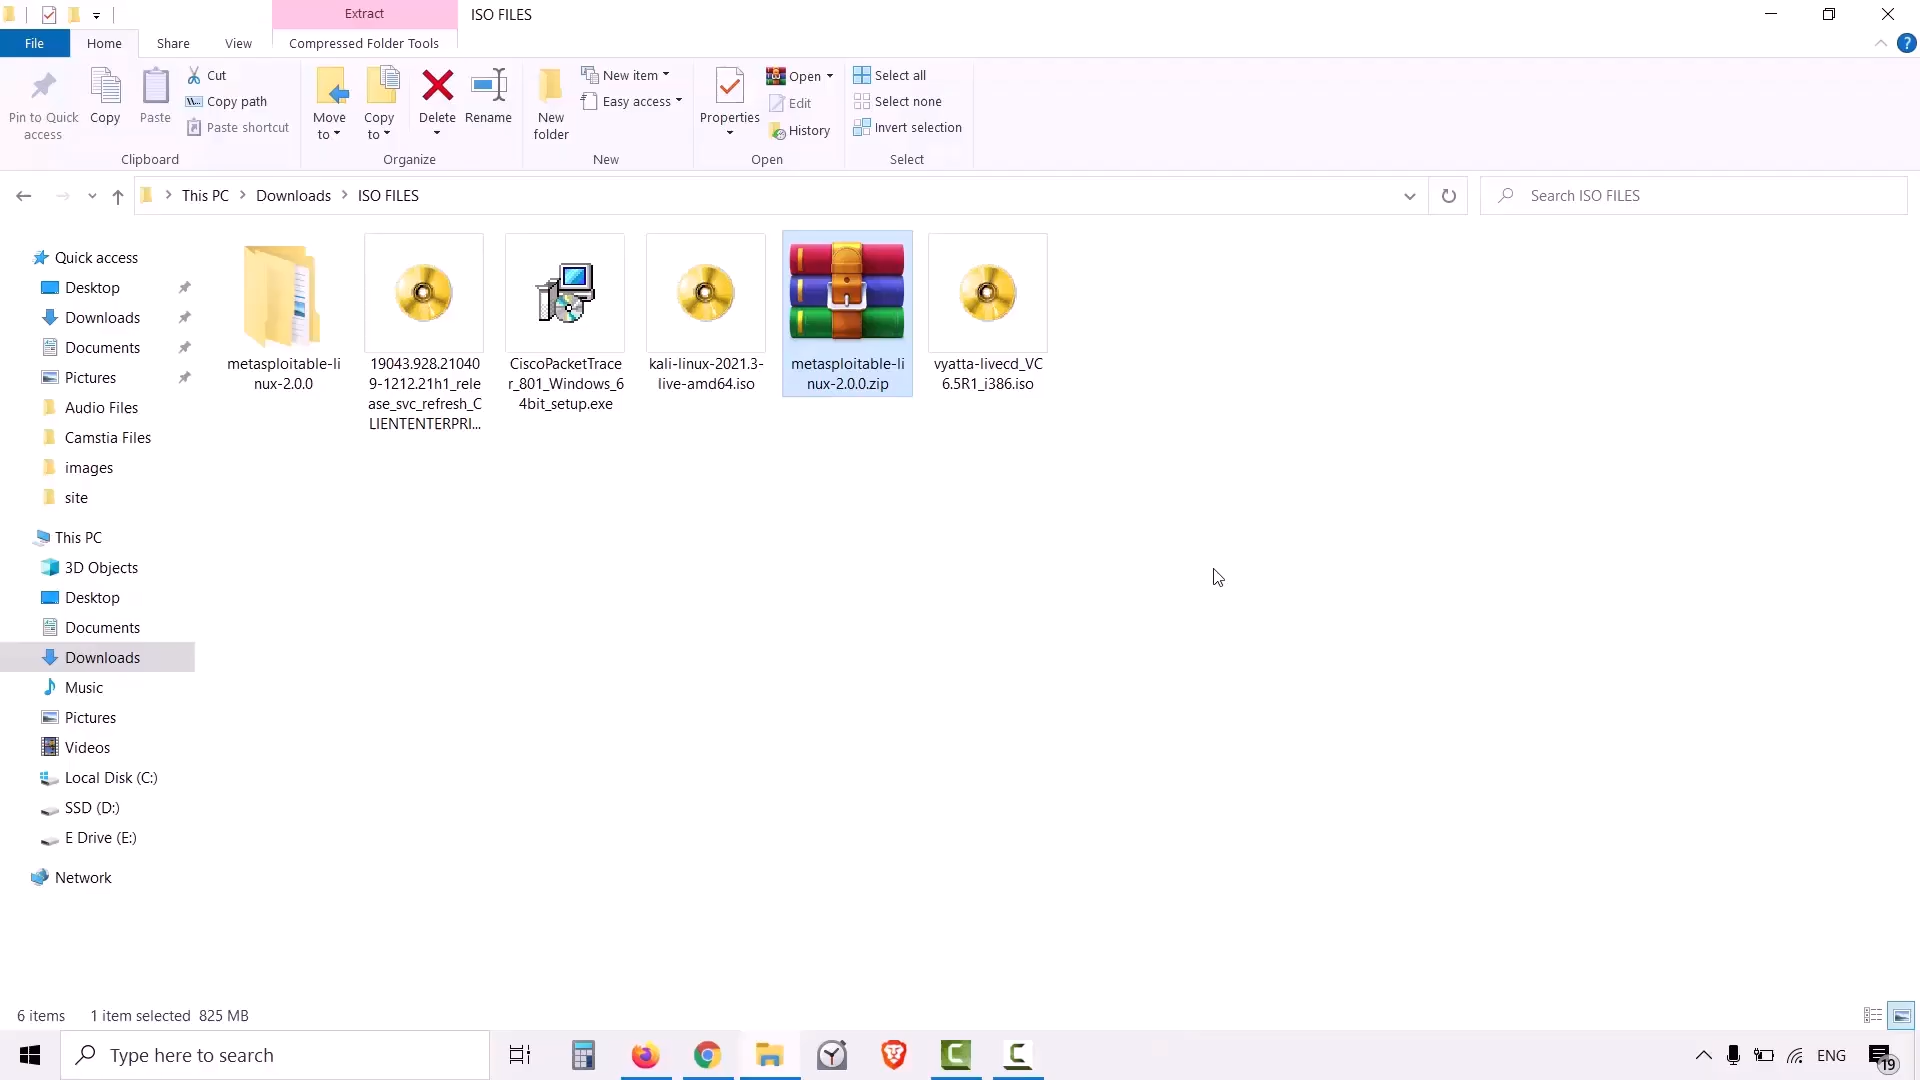 Extract
ISO FILES
File
Home
Share
View
Compressed Folder Tools
Pin to Quick
access
Copy
Paste
Cut
Copy path
Paste shortcut
Clipboard
Move
to
Copy
to
Delete
Rename
Organize
New
folder
New item
Easy access
New
Properties
Open
Edit
History
Open
Select all
Select none
Invert selection
Select
This PC
Downloads
ISO FILES
Search ISO FILES
Quick access
Desktop
Downloads
Documents
Pictures
Audio Files
Camstia Files
images
site
This PC
3D Objects
Desktop
Documents
Downloads
Music
Pictures
Videos
Local Disk (C:)
SSD (D:)
E Drive (E:)
Network
metasploitable-li
nux-2.0.0
19043.928.21040
9-1212.21h1_rele
ase_svc_refresh_C
LIENTENTERPRI...
CiscoPacketTrace
r_801_Windows_6
4bit_setup.exe
kali-linux-2021.3-
live-amd64.iso
metasploitable-li
nux-2.0.0.zip
vyatta-livecd_VC
6.5R1_i386.iso
6 items
1 item selected 825 MB
Type here to search
ENG
19